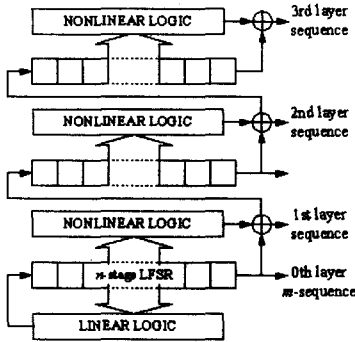 NONLINEAR LOGIC
3rd layer
sequence
NONLINEAR LOGIC
2nd layer
sequence
NONLINEAR LOGIC
1st layer
sequence
n-stage LFSR
0th layer
m-sequence
LINEAR LOGIC